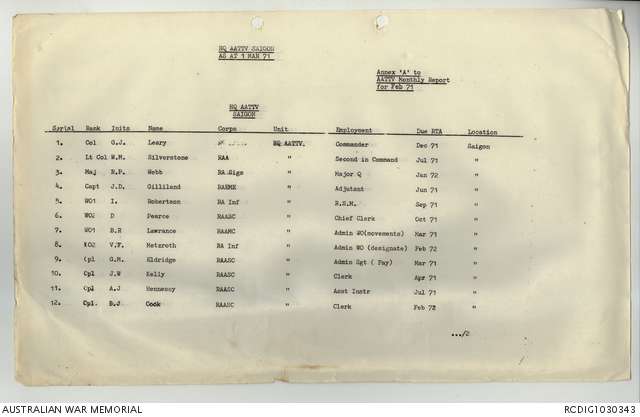 HQ AATTV SAIGON
AS AT 1 MAR 71
Annex 'A' to
AATTV Monthly Report
for Feb 71
HQ AATTV
SAIGON
Serial Rank Inits Name Corps Unit Employment Due RTA Location
1. Col G.J. Leary HQ AATTV. Commander Dec 71 Saigon
2. Lt Col W.M. Silverstone RAA " Second in Command Jul 71 "
3. Maj R.P. Webb RA Sigs " Major Q Jan 72 "
4. Capt J.D. Gilliland RAEME " Adjutant Jun 71 "
5. WO1 I. Robertson RA Inf " R.S.M. Sep 71 "
6. WO2 D Pearce RAASC " Chief Clerk Oct 71 "
7. WO1 B.R Lawrance RAAMC " Admin WO(movements) Mar 71 "
8. WO2 V.F. Metzroth RA Inf " Admin WO (designate) Feb 72 "
9. Cpl G.M. Eldridge RAASC " Admin Sgt ( Pay) Mar 71 "
10. Cpl J.W Kelly RAASC " Clerk Apr 71 "
11. Cpl A.J Hennessy RAASC " Asst Instr Jul 71 "
12. Cpl. B.J Cook RAASC " Clerk Feb 72 "
.../2
AUSTRALIAN WAR MEMORIAL RCDIG1030343